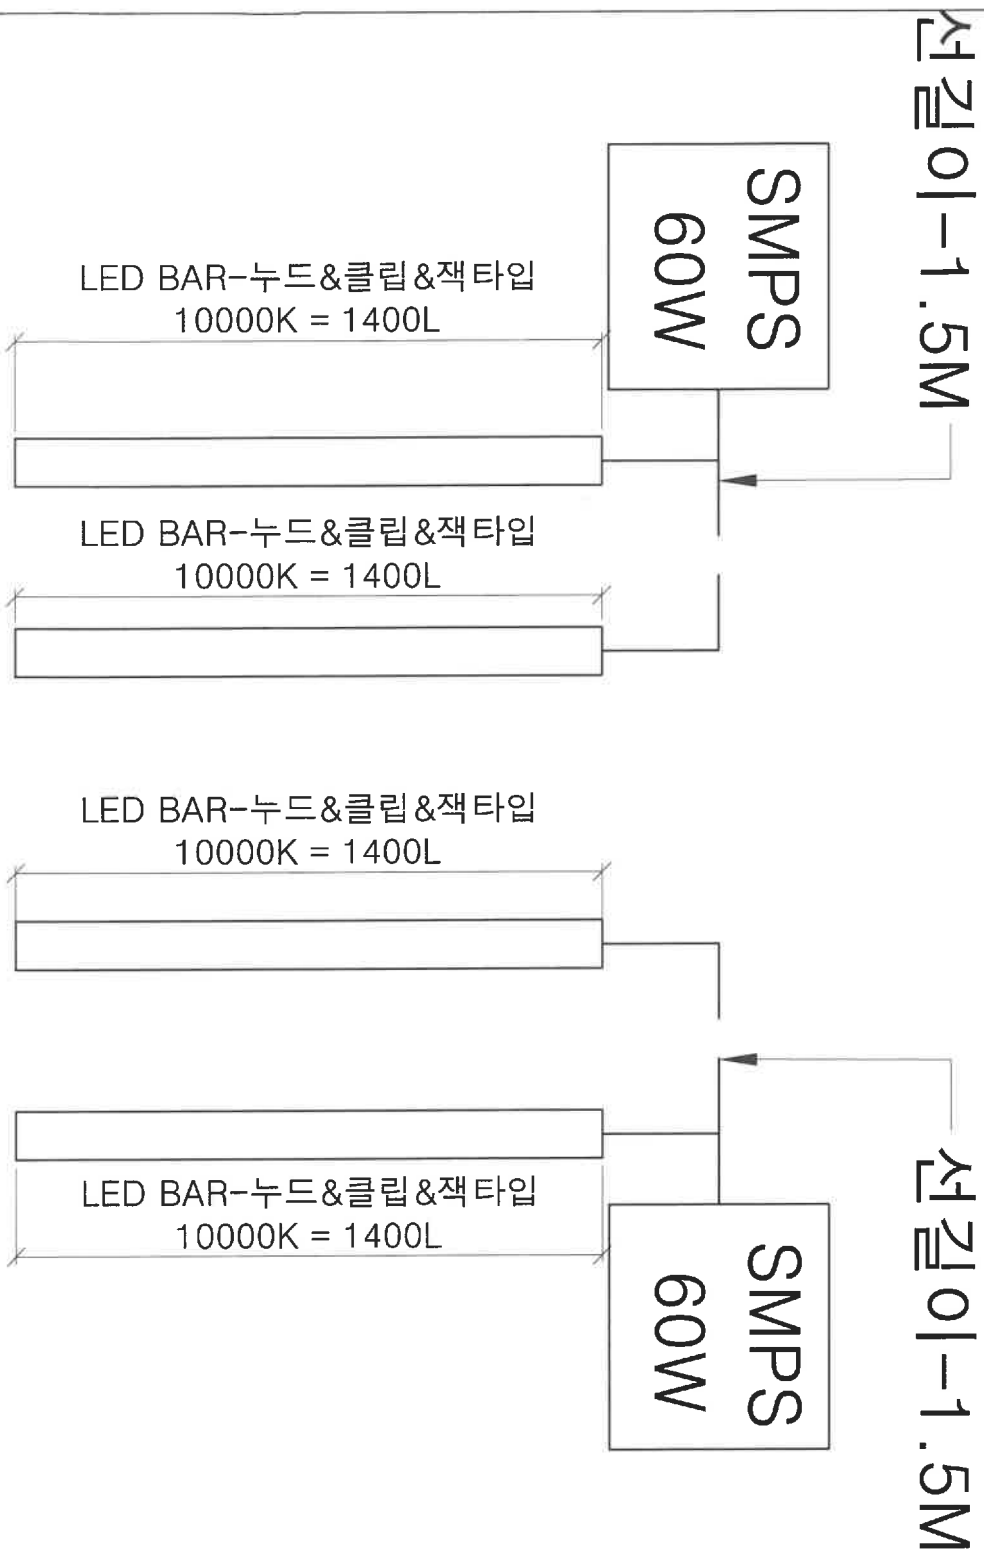 선길이-1.5M
SMPS
60W
LED BAR-누드&클립&잭타입
10000K = 1400L
LED BAR-누드&클립&잭타입
10000K = 1400L
LED BAR-누드&클립&잭타입
10000K = 1400L
LED BAR-누드&클립&잭타입
10000K = 1400L
SMPS
60W
선길이-1.5M